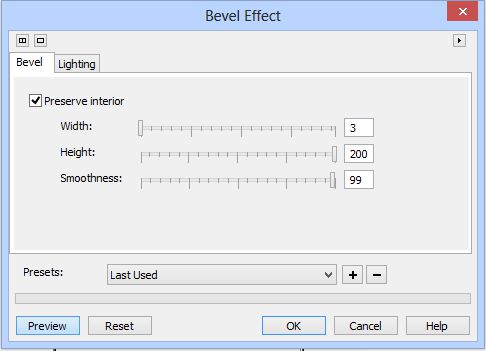 Bevel Effect
Bevel Lighting
Preserve interior
Width: 3
Height: 200
Smoothness: 99
Presets: Last Used
Preview Reset OK Cancel Help